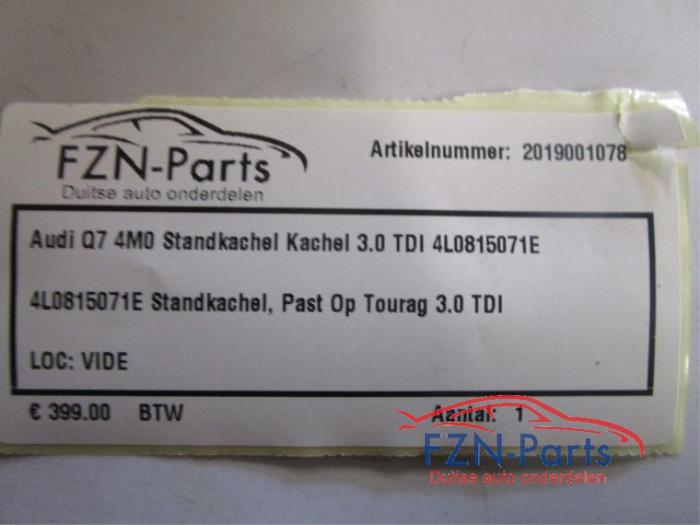 FZN-Parts
Duitse auto onderdelen
Artikelnummer: 2019001078
Audi Q7 4M0 Standkachel Kachel 3.0 TDI 4L0815071E
4L0815071E Standkachel, Past Op Tourag 3.0 TDI
LOC: VIDE
€ 399.00 BTW
Aantal: 1
FZN-Parts
Duitse auto onderdelen